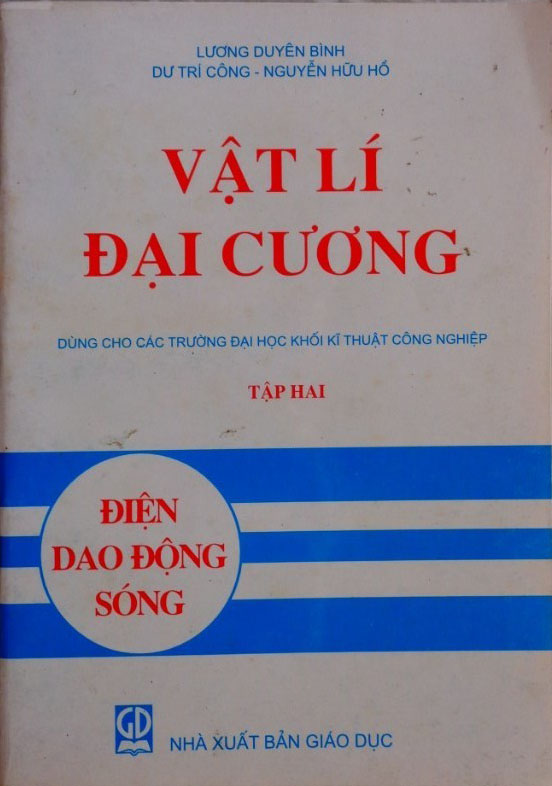 LƯƠNG DUYÊN BÌNH
DƯ TRÍ CÔNG - NGUYỄN HỮU HỒ
VẬT LÍ
ĐẠI CƯƠNG
DÙNG CHO CÁC TRƯỜNG ĐẠI HỌC KHỐI KĨ THUẬT CÔNG NGHIỆP
TẬP HAI
ĐIỆN
DAO ĐỘNG
SÓNG
GD
NHÀ XUẤT BẢN GIÁO DỤC